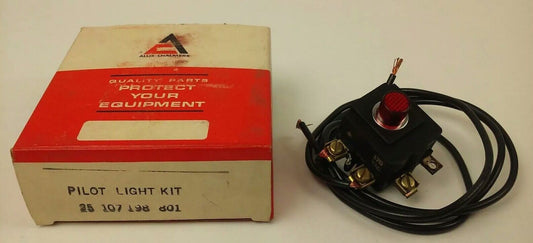 ALLIS-CHALMERS
QUALITY PARTS
PROTECT
YOUR
EQUIPMENT
PILOT LIGHT KIT
25 107 198 801